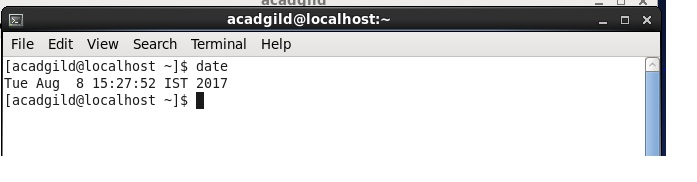 acadgild
acadgild@localhost:~
File Edit View Search Terminal Help
[acadgild@localhost ~]$ date
Tue Aug  8 15:27:52 IST 2017
[acadgild@localhost ~]$